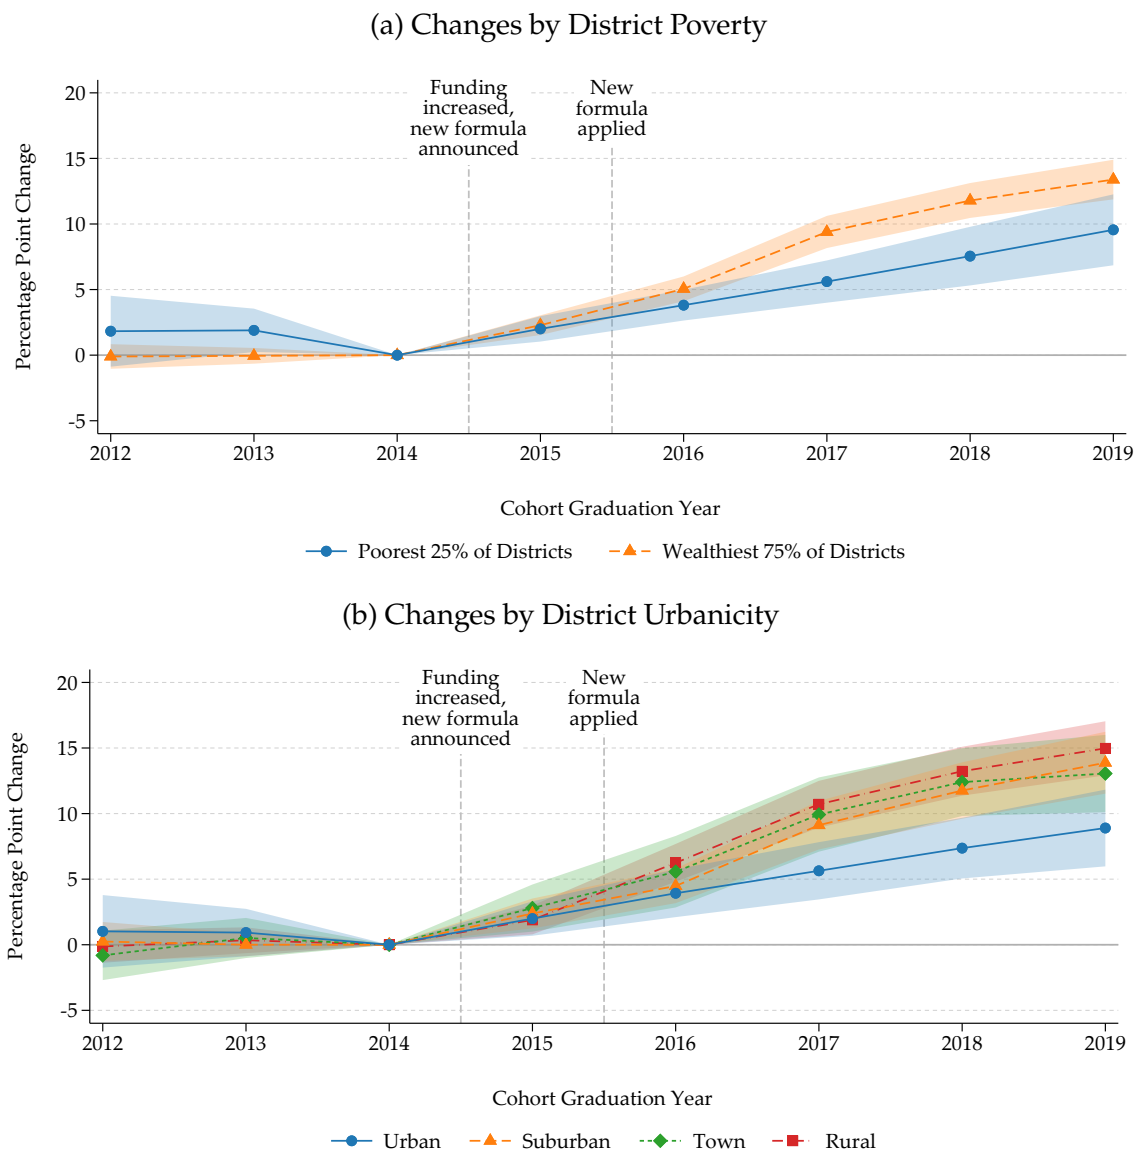 (a) Changes by District Poverty
Funding
increased,
new formula
announced
New
formula
applied
Percentage Point Change
20
15
10
5
0
-5
2012 2013 2014 2015 2016 2017 2018 2019
Cohort Graduation Year
Poorest 25% of Districts Wealthiest 75% of Districts
(b) Changes by District Urbanicity
Funding
increased,
new formula
announced
New
formula
applied
Percentage Point Change
20
15
10
5
0
-5
2012 2013 2014 2015 2016 2017 2018 2019
Cohort Graduation Year
Urban Suburban Town Rural